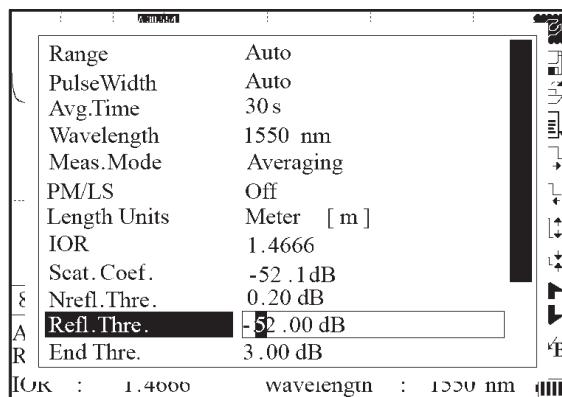 Range Auto
PulseWidth Auto
Avg.Time 30 s
Wavelength 1550 nm
Meas.Mode Averaging
PM/LS Off
Length Units Meter [ m ]
IOR 1.4666
Scat. Coef. -52 .1dB
Nrefl.Thre. 0.20 dB
Refl.Thre. -52 .00 dB
End Thre. 3.00 dB
A
R
B
IOR : 1.4666 Wavelength : 1550 nm